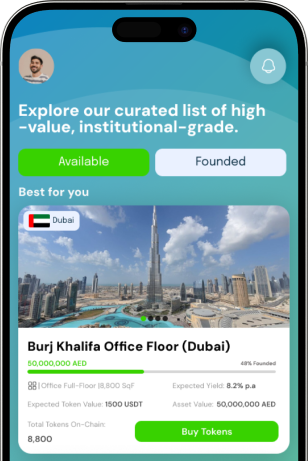 Explore our curated list of high
-value, institutional-grade.
Available
Founded
Best for you
Dubai
Burj Khalifa Office Floor (Dubai)
50,000,000 AED
48% Founded
Office Full-Floor |8,800 SqF
Expected Yield: 8.2% p.a
Expected Token Value: 1500 USDT
Asset Value: 50,000,000 AED
Total Tokens On-Chain:
8,800
Buy Tokens